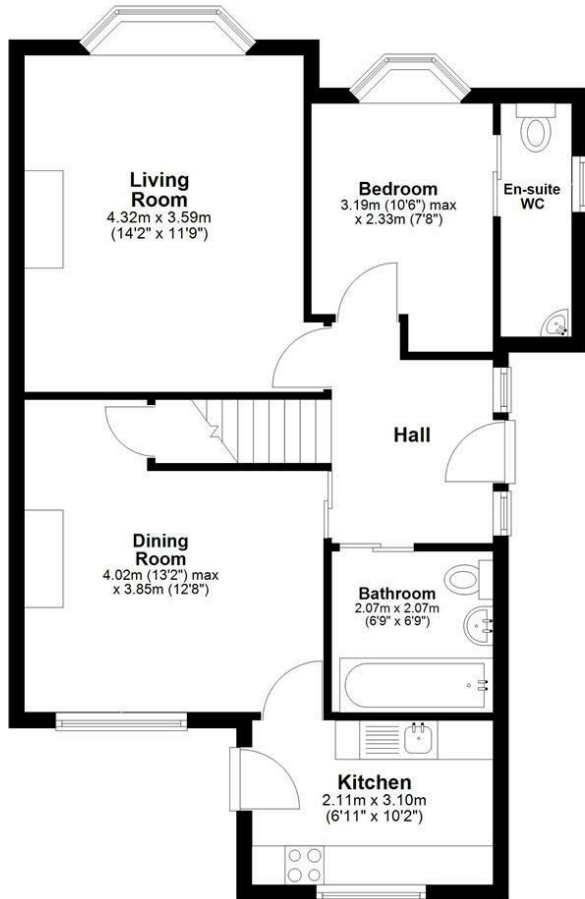 Living
Room
4.32m x 3.59m
(14'2" x 11'9")
Bedroom
3.19m (10'6") max
x 2.33m (7'8")
En-suite
WC
Hall
Dining
Room
4.02m (13'2") max
x 3.85m (12'8")
Bathroom
2.07m x 2.07m
(6'9" x 6'9")
Kitchen
2.11m x 3.10m
(6'11" x 10'2")